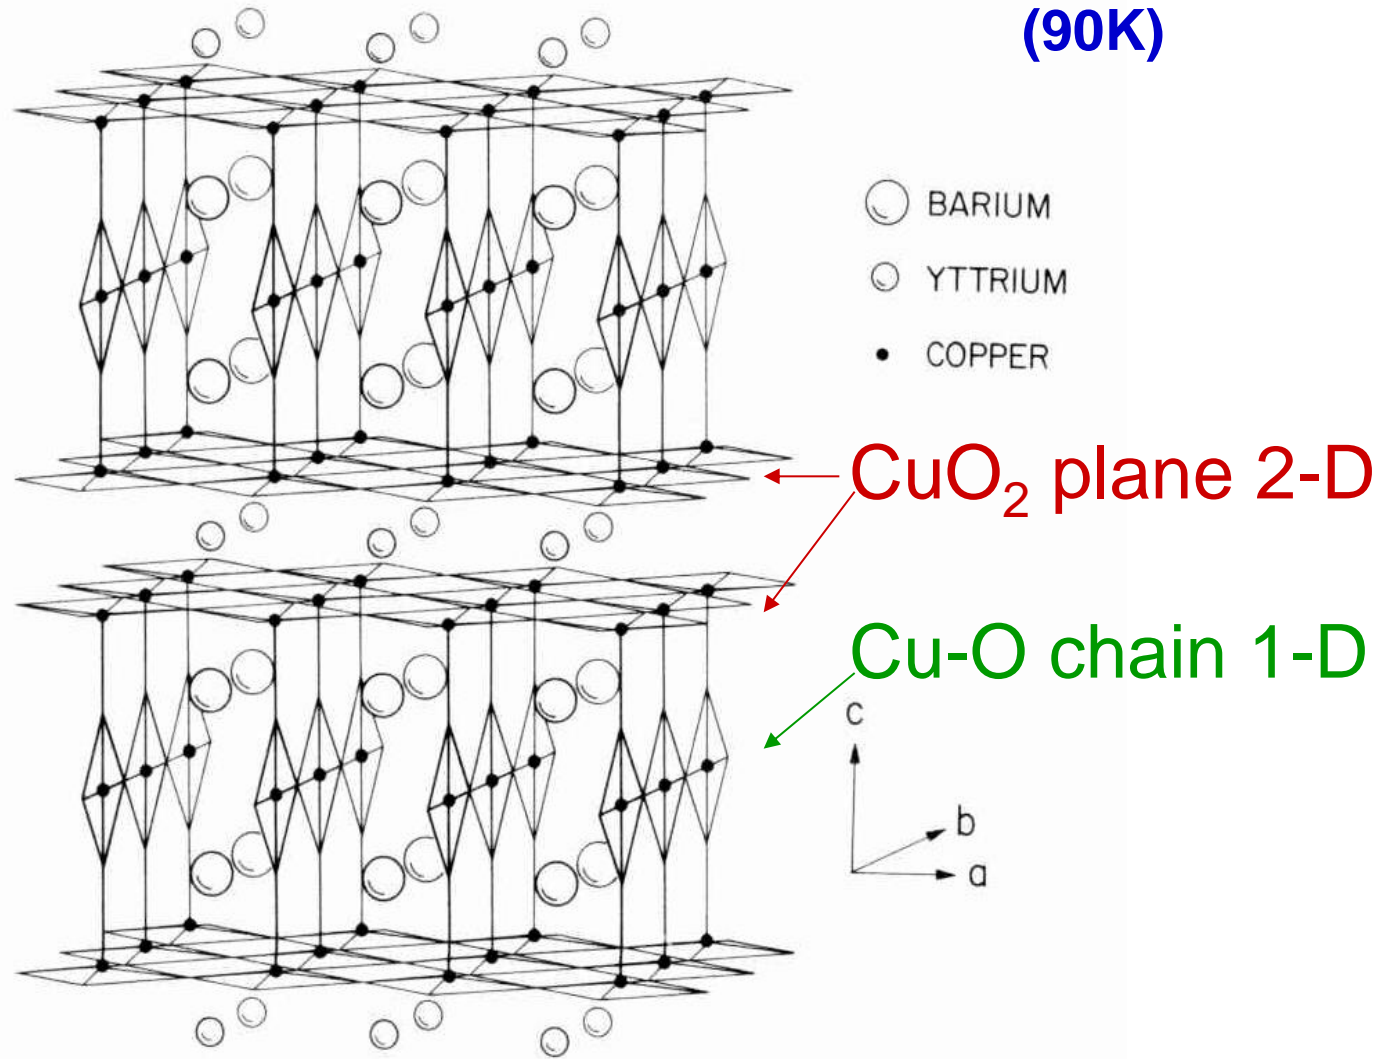 (90K)
BARIUM
YTTRIUM
COPPER
CuO₂ plane 2-D
Cu-O chain 1-D
c
b
a